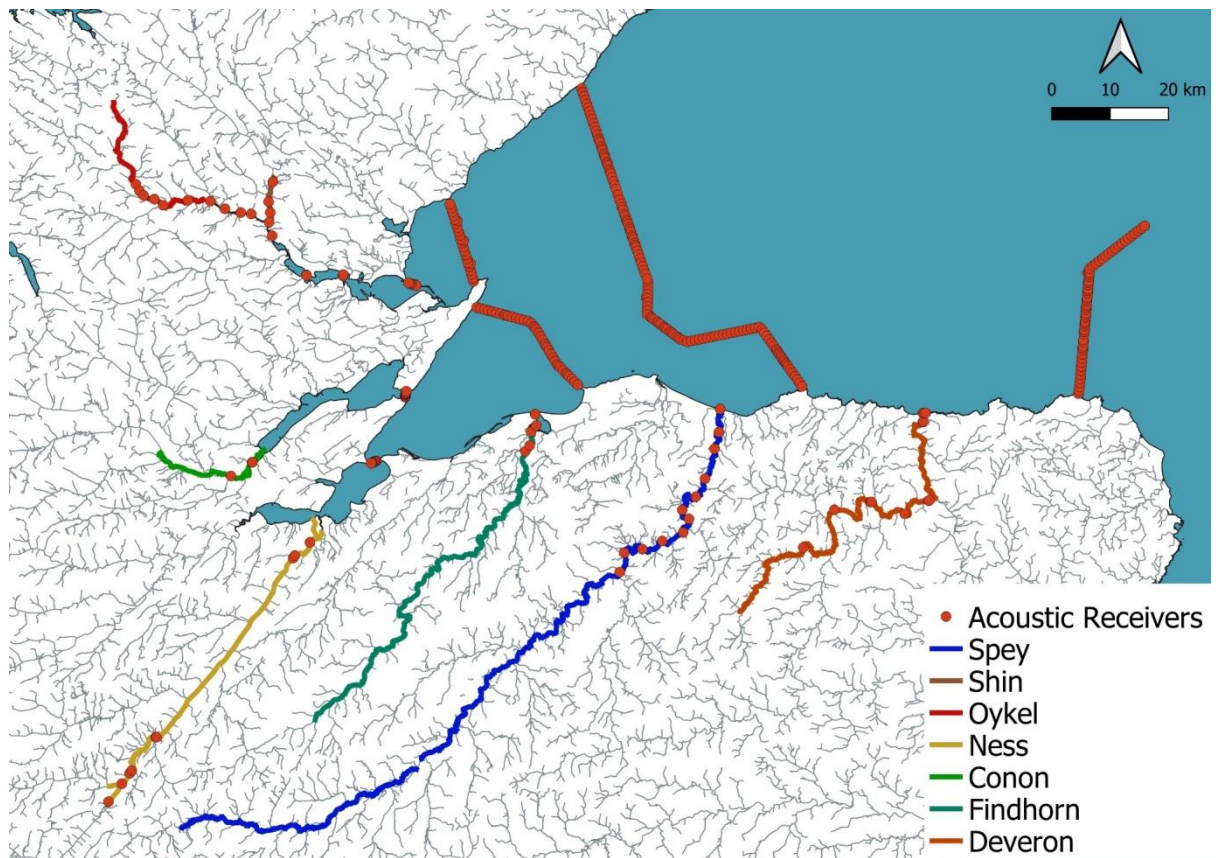 0 10 20 km
Acoustic Receivers
Spey
Shin
Oykel
Ness
Conon
Findhorn
Deveron